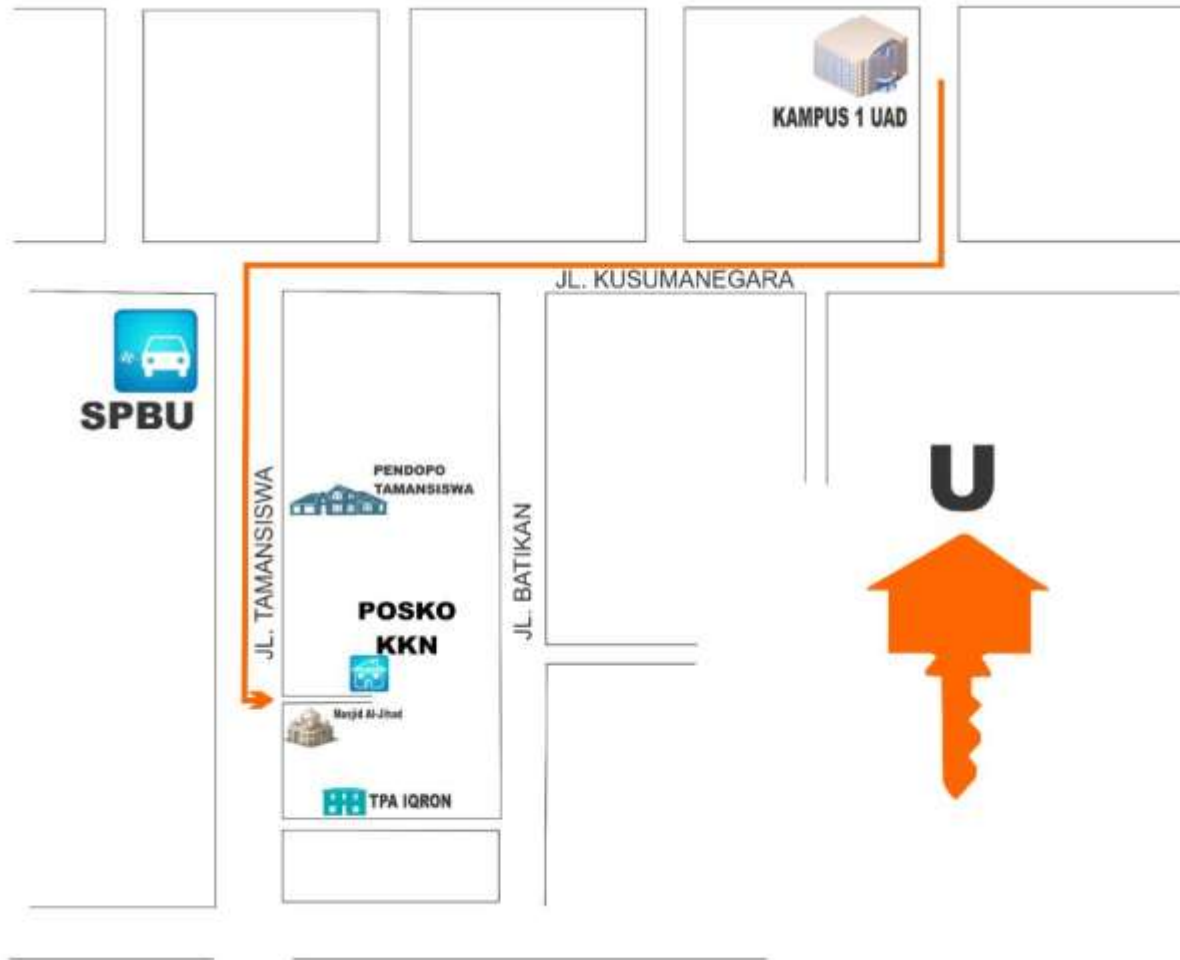 KAMPUS 1 UAD
JL. KUSUMANEGARA
SPBU
JL. TAMANSISWA
PENDOPO
TAMANSISWA
JL. BATIKAN
U
POSKO
KKN
Masjid Al-Jihad
TPA IQRON